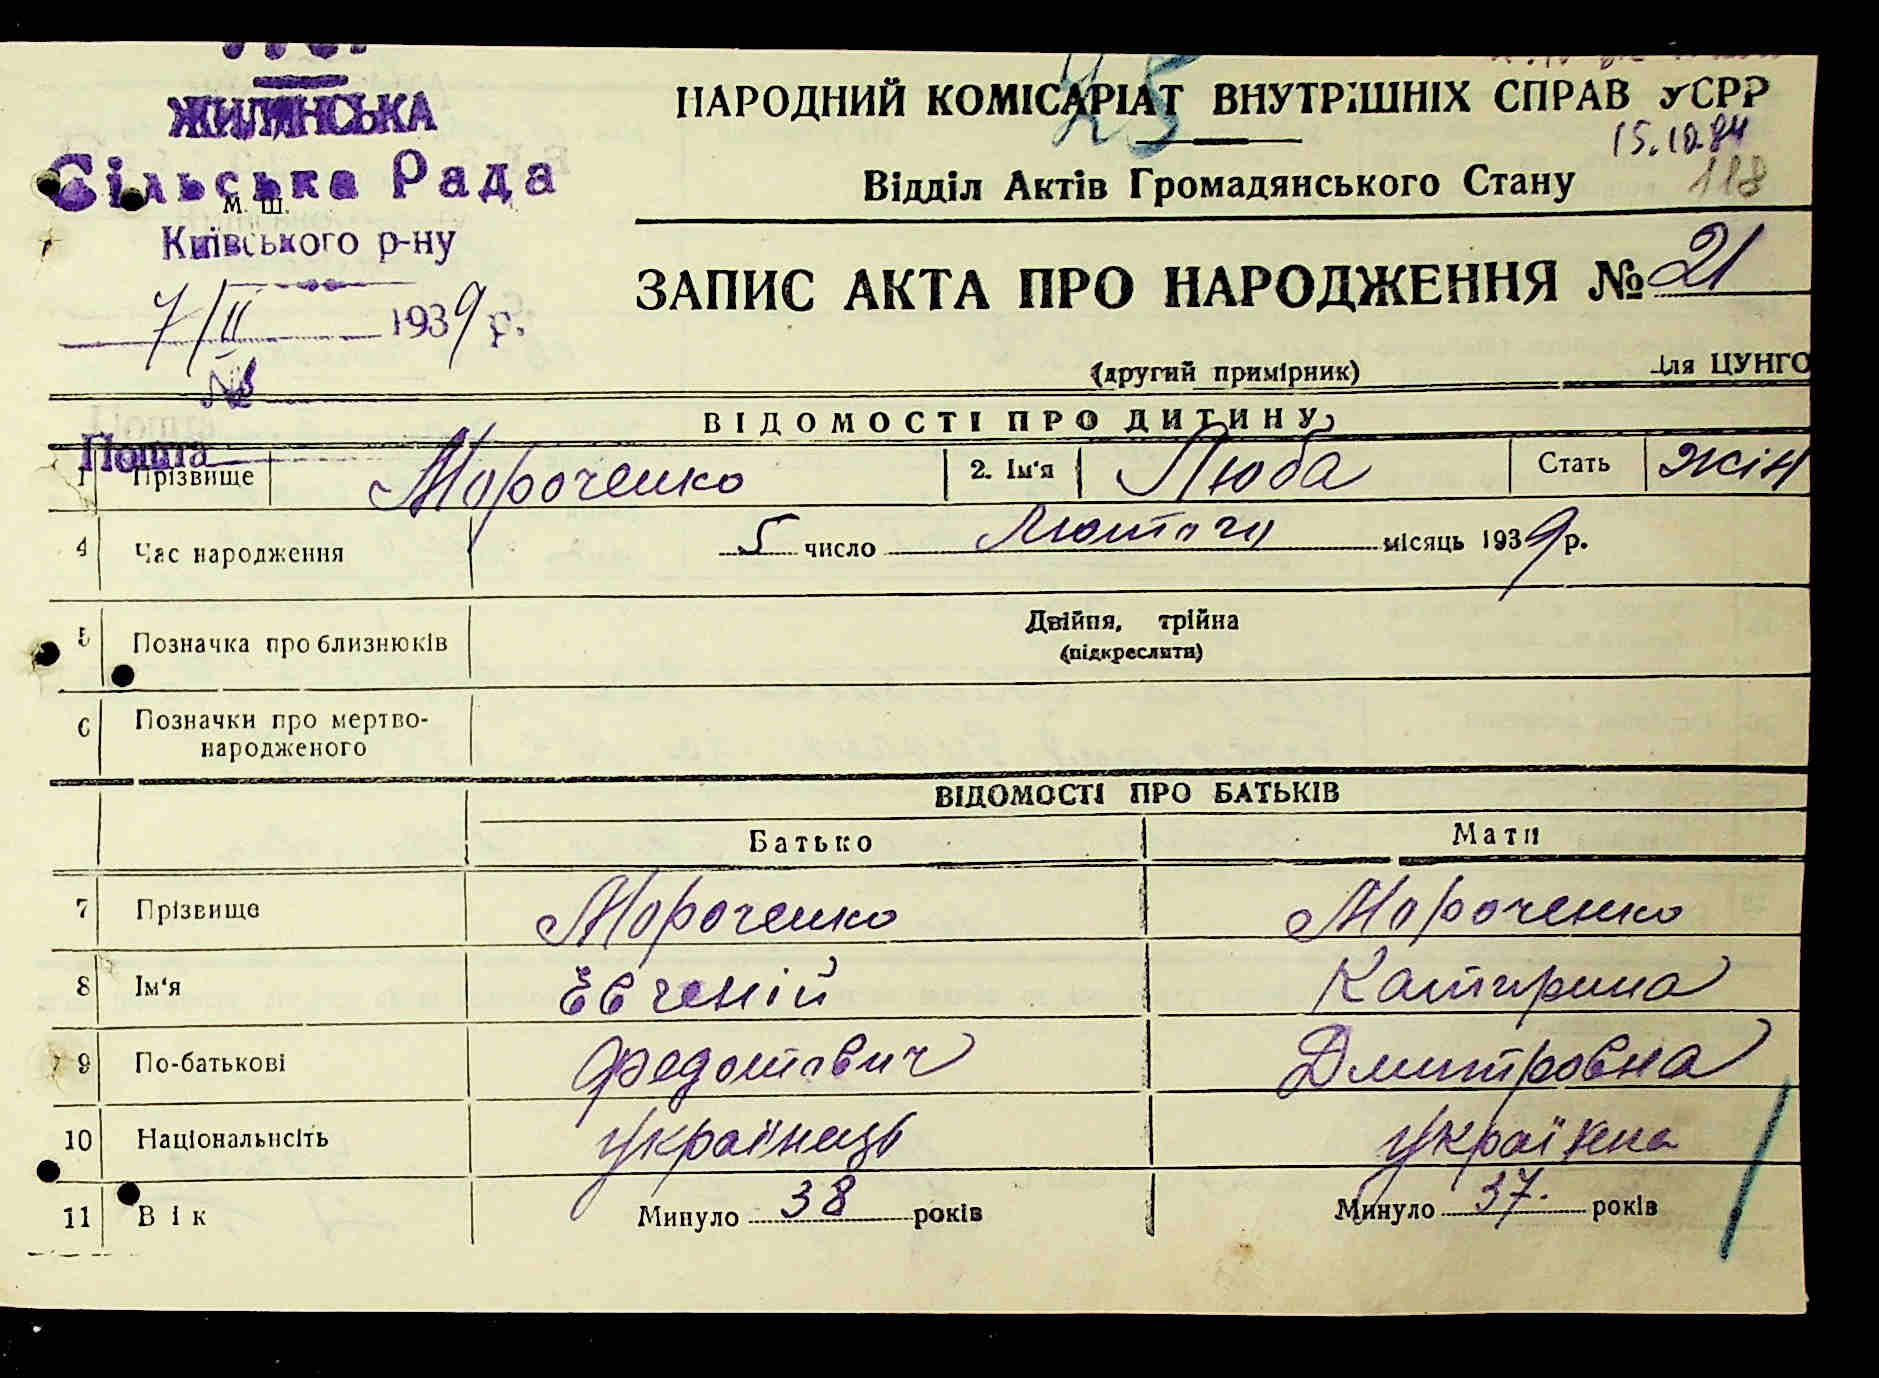 ЖИЛЯНСЬКА
Сільська Рада
М. Ш.
Київського р-ну
7/II 1939 р.
№
Пошта
НАРОДНИЙ КОМІСАРІАТ ВНУТРІШНІХ СПРАВ УСРР
15.10.84
Відділ Актів Громадянського Стану
118
ЗАПИС АКТА ПРО НАРОДЖЕННЯ № 21
(другий примірник) Для ЦУНГО
ВІДОМОСТІ ПРО ДИТИНУ
1 Прізвище Мороченко 2. Ім'я Люба Стать жін
4 Час народження 5 число Лютого місяць 1939 р.
5 Позначка про близнюків Двійня, трійна
(підкреслити)
6 Позначки про мертво-
народженого
ВІДОМОСТІ ПРО БАТЬКІВ
Батько Мати
7 Прізвище Мороченко Мороченко
8 Ім'я Євгеній Катирина
9 По-батькові Федотович Дмитровна
10 Національність українець українка
11 Вік Минуло 38 років Минуло 37. років